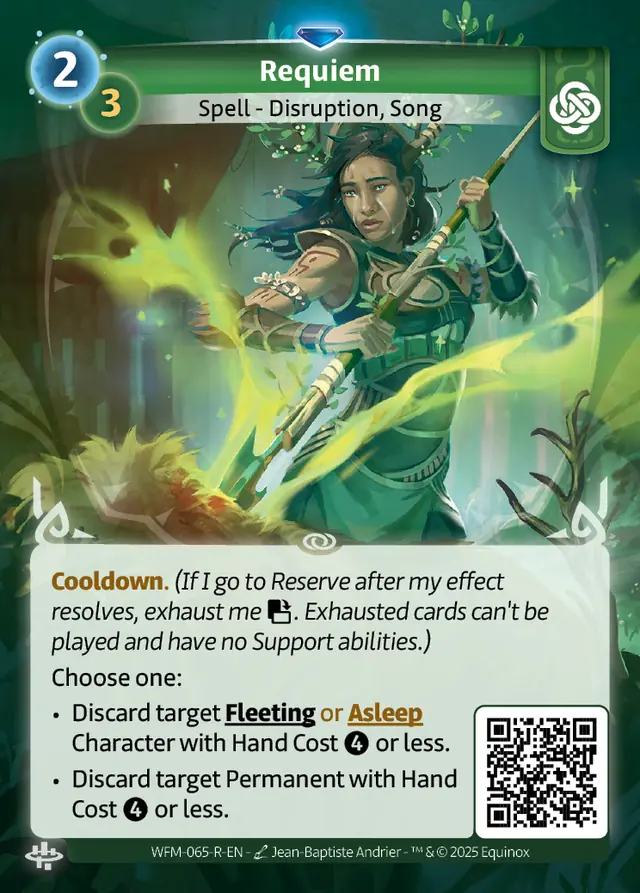 2
Requiem
3
Spell - Disruption, Song
Cooldown. (If I go to Reserve after my effect
resolves, exhaust me. Exhausted cards can't be
played and have no Support abilities.)
Choose one:
• Discard target Fleeting or Asleep
Character with Hand Cost 4 or less.
• Discard target Permanent with Hand
Cost 4 or less.
WFM-065-R-EN - Jean-Baptiste Andrier - ™ & © 2025 Equinox